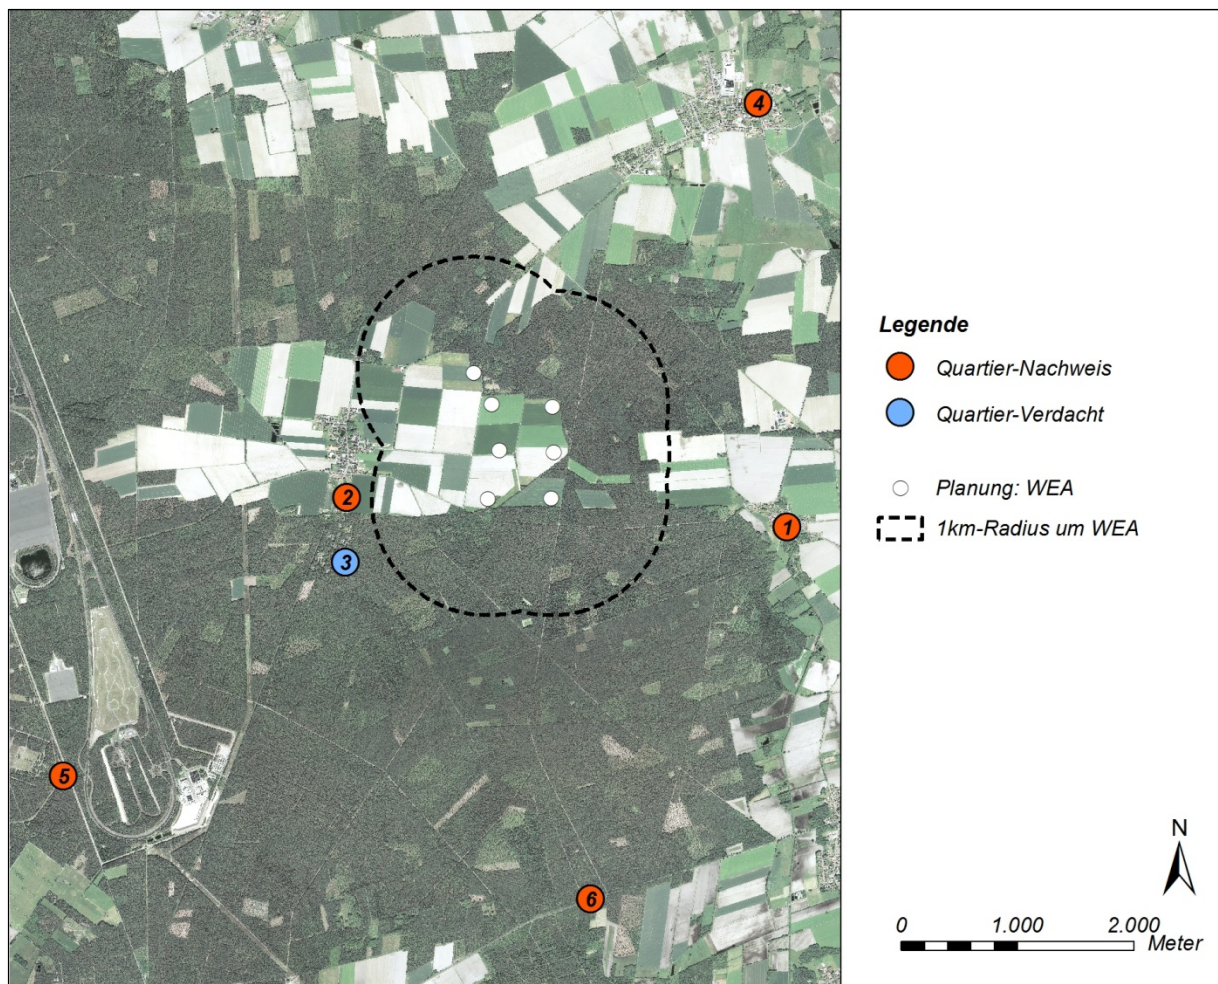 4
Legende
Quartier-Nachweis
Quartier-Verdacht
Planung: WEA
1km-Radius um WEA
2
1
3
5
6
N
0 1.000 2.000
Meter